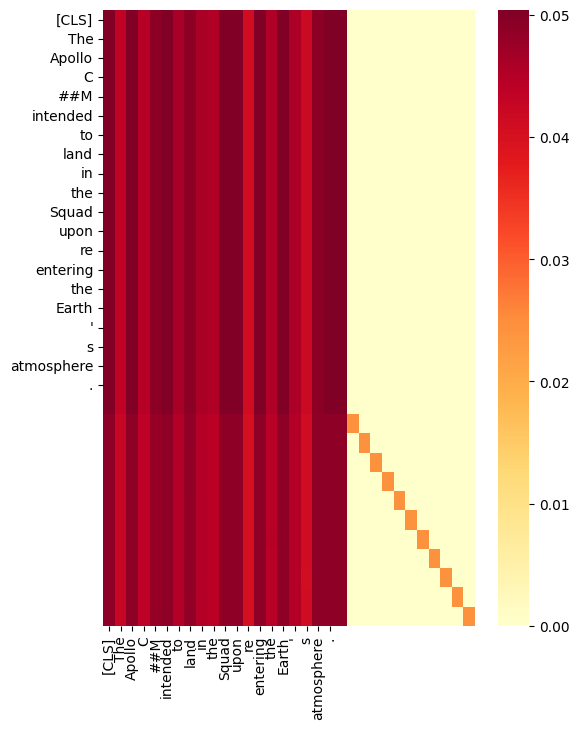 [CLS]
The
Apollo
C
##M
intended
to
land
in
the
Squad
upon
re
entering
the
Earth
'
s
atmosphere
.
0.05
0.04
0.03
0.02
0.01
0.00
[CLS]
The
Apollo
C
##M
intended
to
land
in
the
Squad
upon
re
entering
the
Earth
'
s
atmosphere
.